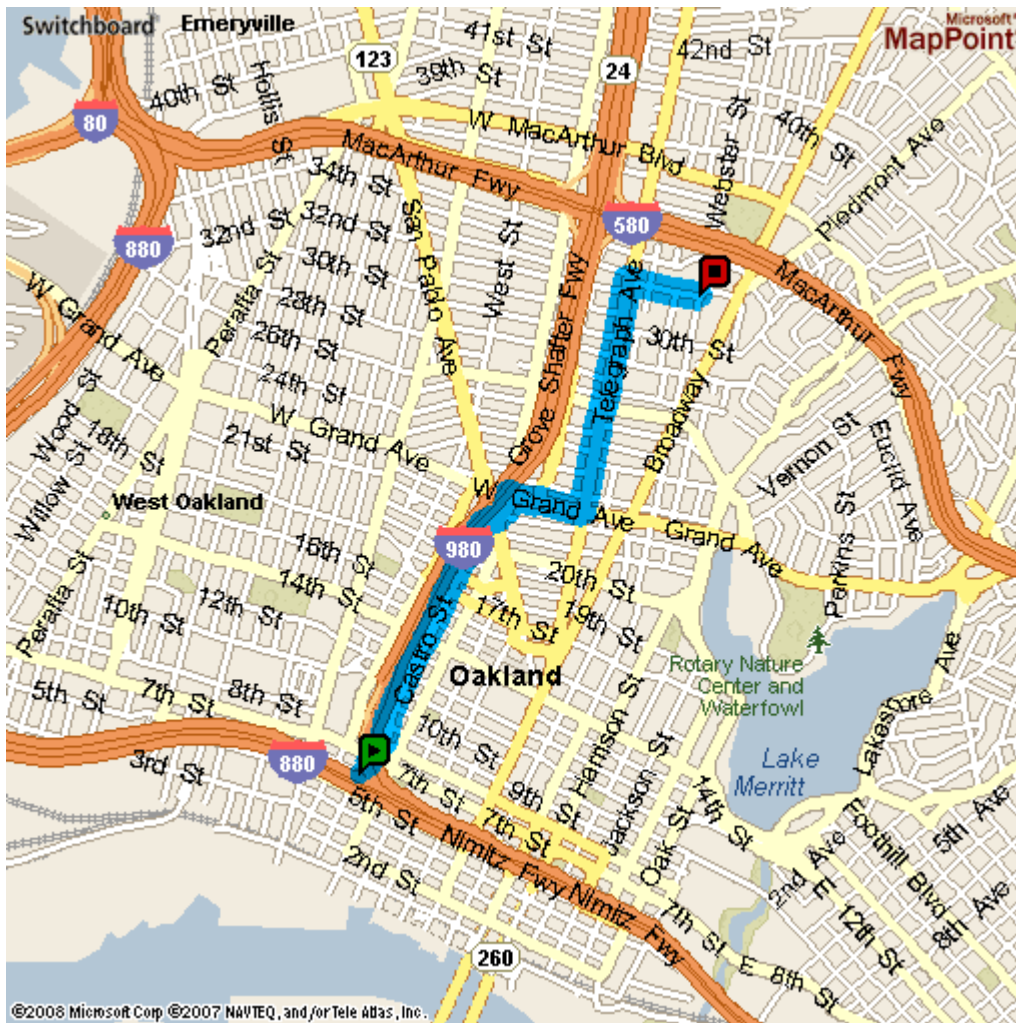 Switchboard
Emeryville
Microsoft
MapPoint
41st St
42nd St
123
24
39th St
40th St
Hollis St
th
40th St
80
W MacArthur Blvd
MacArthur Fwy
Webster
Piedmont Ave
34th St
32nd St
32nd St
San Pablo Ave
West St
580
880
30th St
Peralta St
28th St
26th St
24th St
W Grand Ave
Grove Shafter Fwy
Telegraph Ave
30th St
MacArthur Fwy
Broadway
Wood St
18th St
Willow St
21st St
W Grand Ave
Vernon St
Euclid Ave
West Oakland
W Grand Ave
Grand Ave
Parkins St
980
16th St
14th St
12th St
10th St
Peralta St
20th St
19th St
17th St
Castro St
Oakland
Rotary Nature
Center and
Waterfowl
5th St
7th St
8th St
10th St
Harrison St
Jackson St
Lakeshore Ave
Lake
Merritt
880
3rd St
7th St
9th St
7th St
5th St
14th St
Oak St
2nd St
Nimitz Fwy
Nimitz Fwy
2nd Ave
Foothill Blvd
5th Ave
8th Ave
E 12th St
7th St
E 8th St
260
©2008 Microsoft Corp ©2007 NAVTEQ, and/or Tele Atlas, Inc.